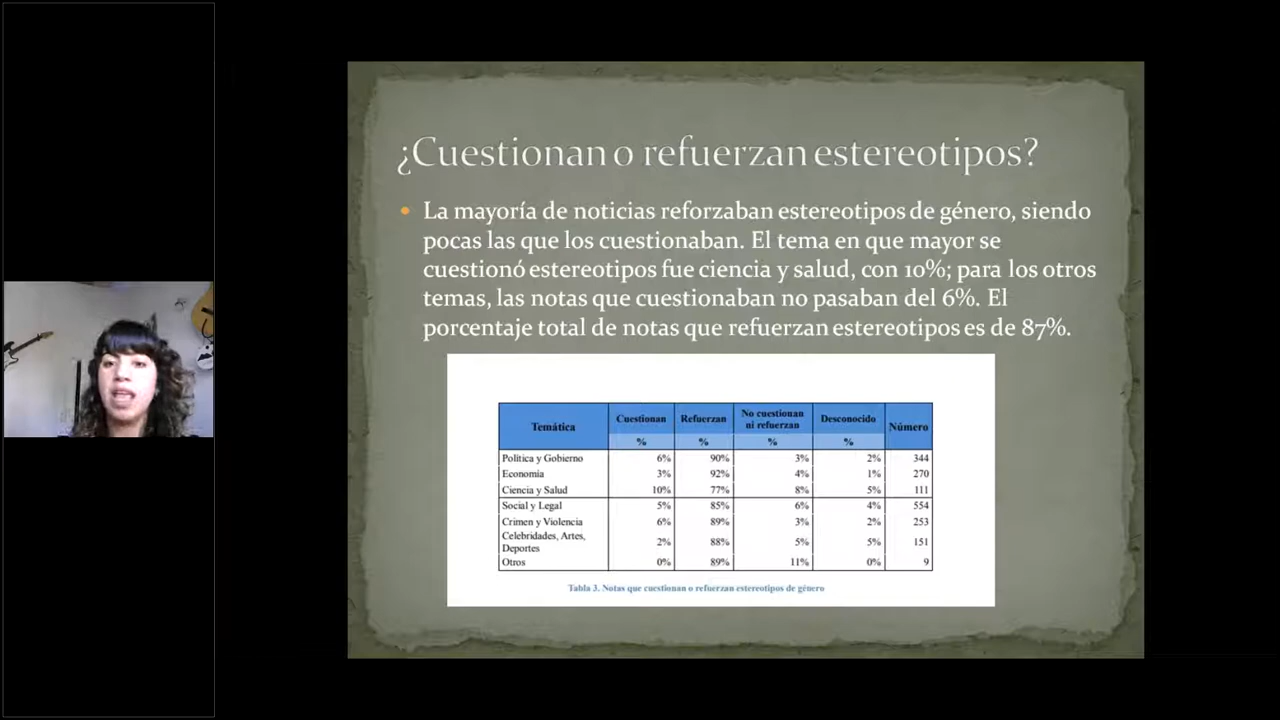 ¿Cuestionan o refuerzan estereotipos?
• La mayoría de noticias reforzaban estereotipos de género, siendo
pocas las que los cuestionaban. El tema en que mayor se
cuestionó estereotipos fue ciencia y salud, con 10%; para los otros
temas, las notas que cuestionaban no pasaban del 6%. El
porcentaje total de notas que refuerzan estereotipos es de 87%.
Temática Cuestionan Refuerzan No cuestionan ni refuerzan Desconocido Número
% % % %
Política y Gobierno 6% 90% 3% 2% 344
Economía 3% 92% 4% 1% 270
Ciencia y Salud 10% 77% 8% 5% 111
Social y Legal 5% 85% 6% 4% 554
Crimen y Violencia 6% 89% 3% 2% 253
Celebridades, Artes, Deportes 2% 88% 5% 5% 151
Otros 0% 89% 11% 0% 9
Tabla 3. Notas que cuestionan o refuerzan estereotipos de género